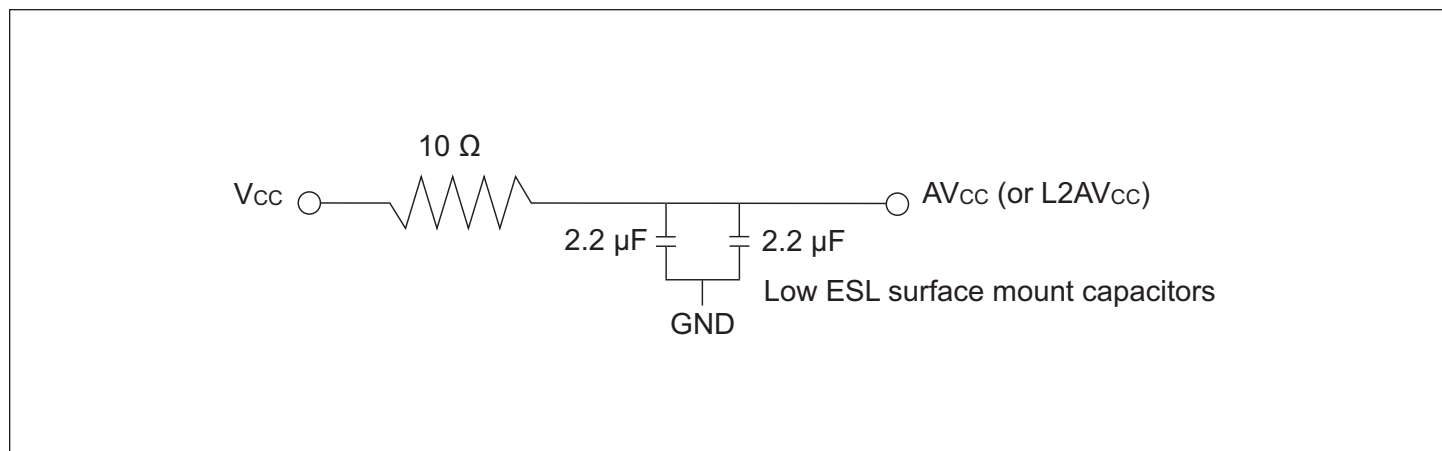 10 Ω
VCC
AVCC (or L2AVCC)
2.2 µF
2.2 µF
Low ESL surface mount capacitors
GND